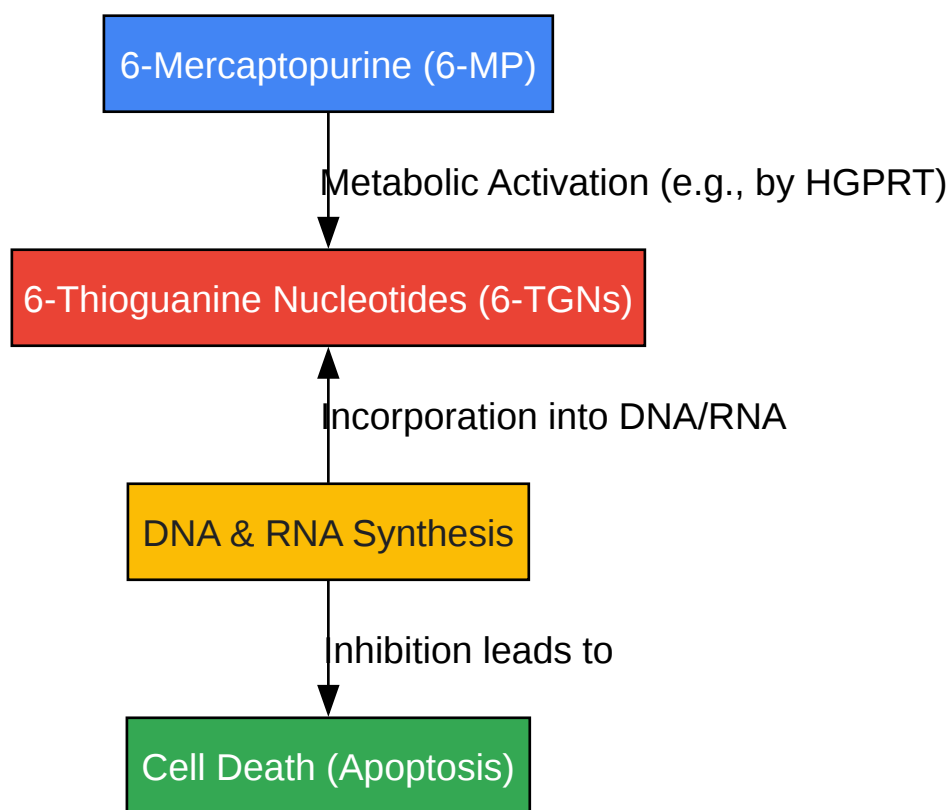 6-Mercaptopurine (6-MP)
Metabolic Activation (e.g., by HGPRT)
6-Thioguanine Nucleotides (6-TGNs)
Incorporation into DNA/RNA
DNA & RNA Synthesis
Inhibition leads to
Cell Death (Apoptosis)